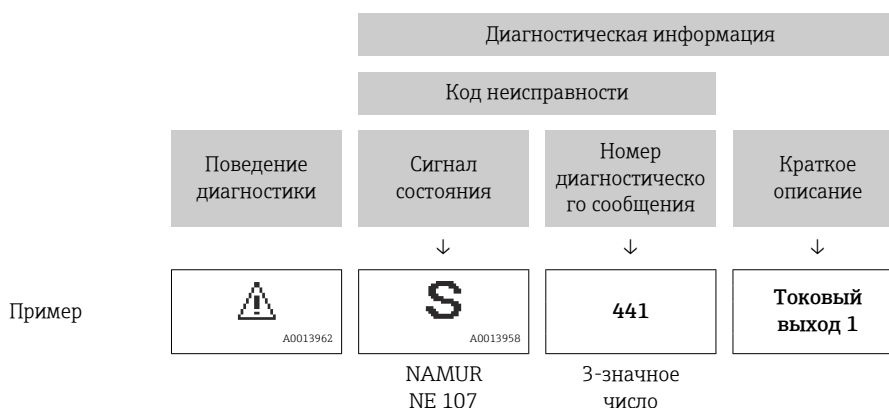 Диагностическая информация
Код неисправности
Поведение
диагностики
Сигнал
состояния
Номер
диагностическо
го сообщения
Краткое
описание
↓
↓
↓
Пример
A0013962
S
A0013958
441
Токовый
выход 1
NAMUR
NE 107
3-значное
число